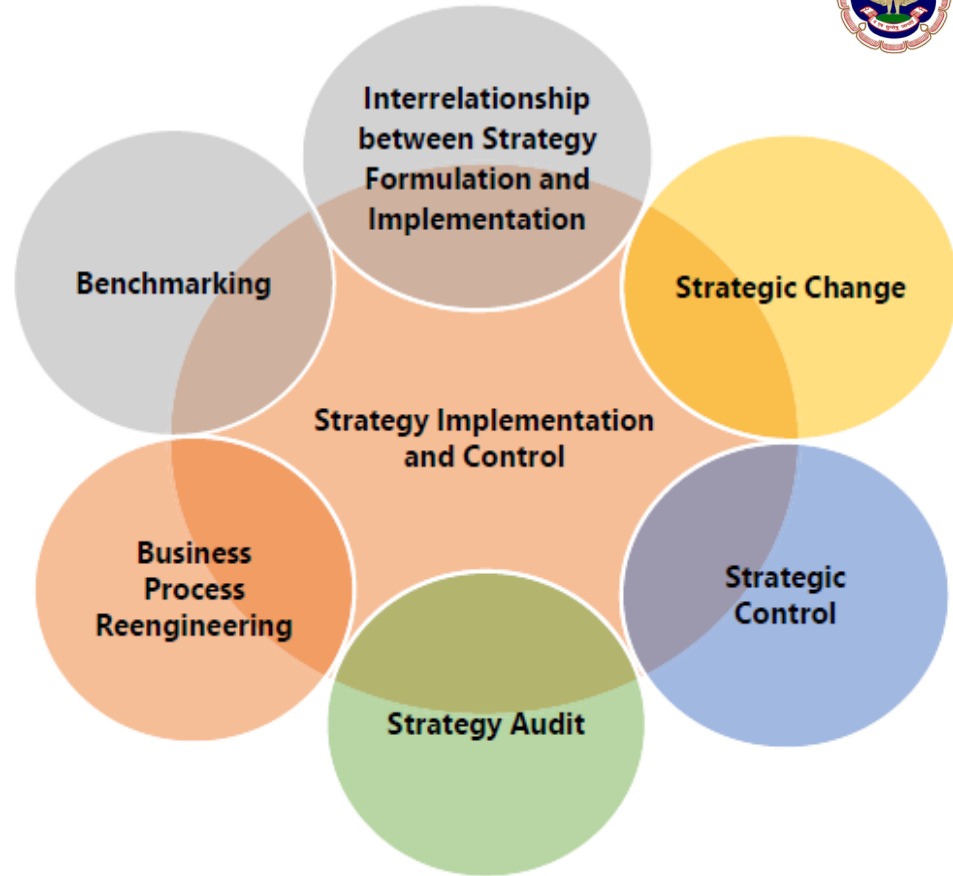 Interrelationship
between Strategy
Formulation and
Implementation
Benchmarking
Strategic Change
Strategy Implementation
and Control
Business
Process
Reengineering
Strategic
Control
Strategy Audit